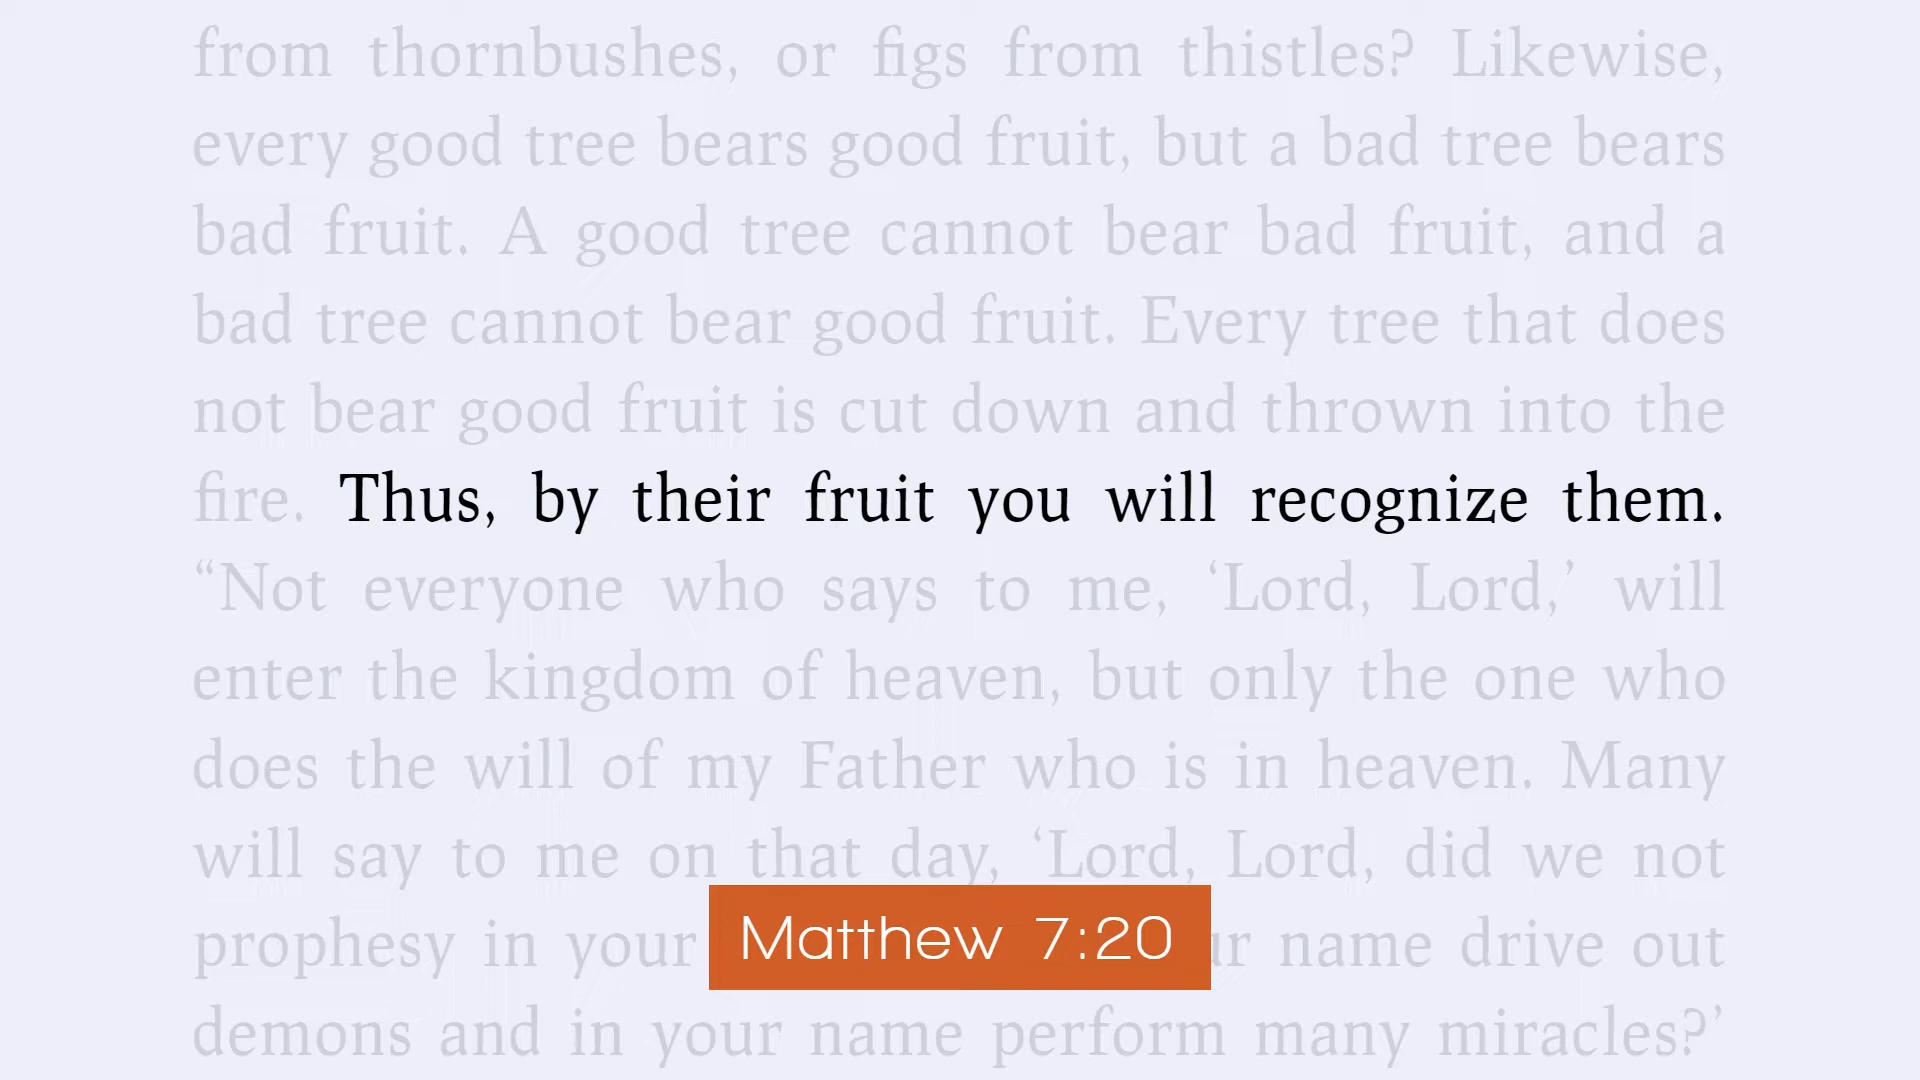 from thornbushes, or figs from thistles? Likewise,
every good tree bears good fruit, but a bad tree bears
bad fruit. A good tree cannot bear bad fruit, and a
bad tree cannot bear good fruit. Every tree that does
not bear good fruit is cut down and thrown into the
fire. Thus, by their fruit you will recognize them.
“Not everyone who says to me, ‘Lord, Lord,’ will
enter the kingdom of heaven, but only the one who
does the will of my Father who is in heaven. Many
will say to me on that day, ‘Lord, Lord, did we not
prophesy in your name drive out
Matthew 7:20
demons and in your name perform many miracles?’